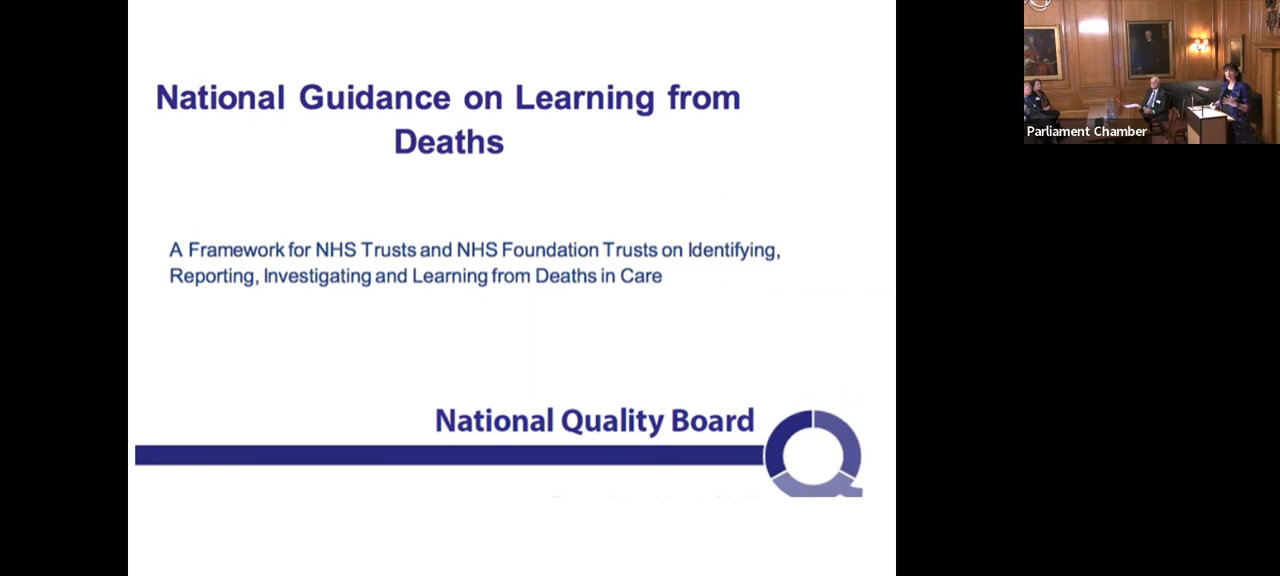 National Guidance on Learning from
Deaths
A Framework for NHS Trusts and NHS Foundation Trusts on Identifying,
Reporting, Investigating and Learning from Deaths in Care
National Quality Board
Parliament Chamber